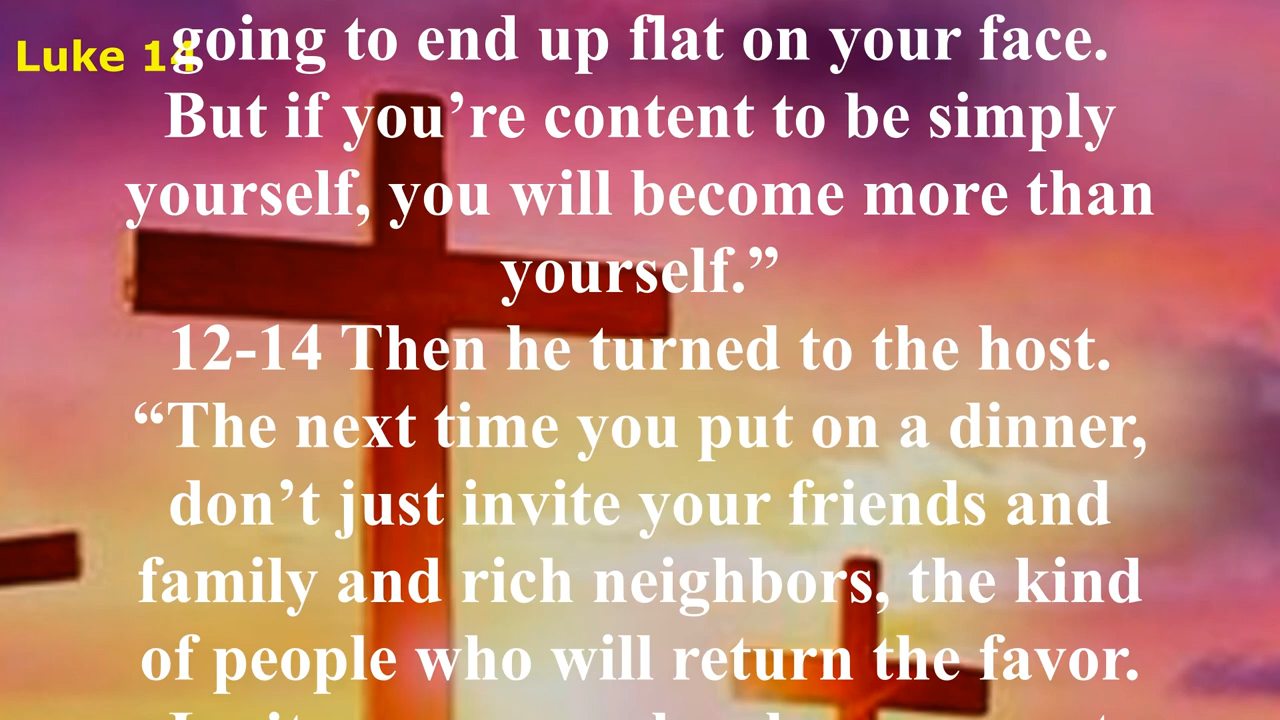 Luke 14
going to end up flat on your face.
But if you’re content to be simply
yourself, you will become more than
yourself.”
12-14 Then he turned to the host.
“The next time you put on a dinner,
don’t just invite your friends and
family and rich neighbors, the kind
of people who will return the favor.